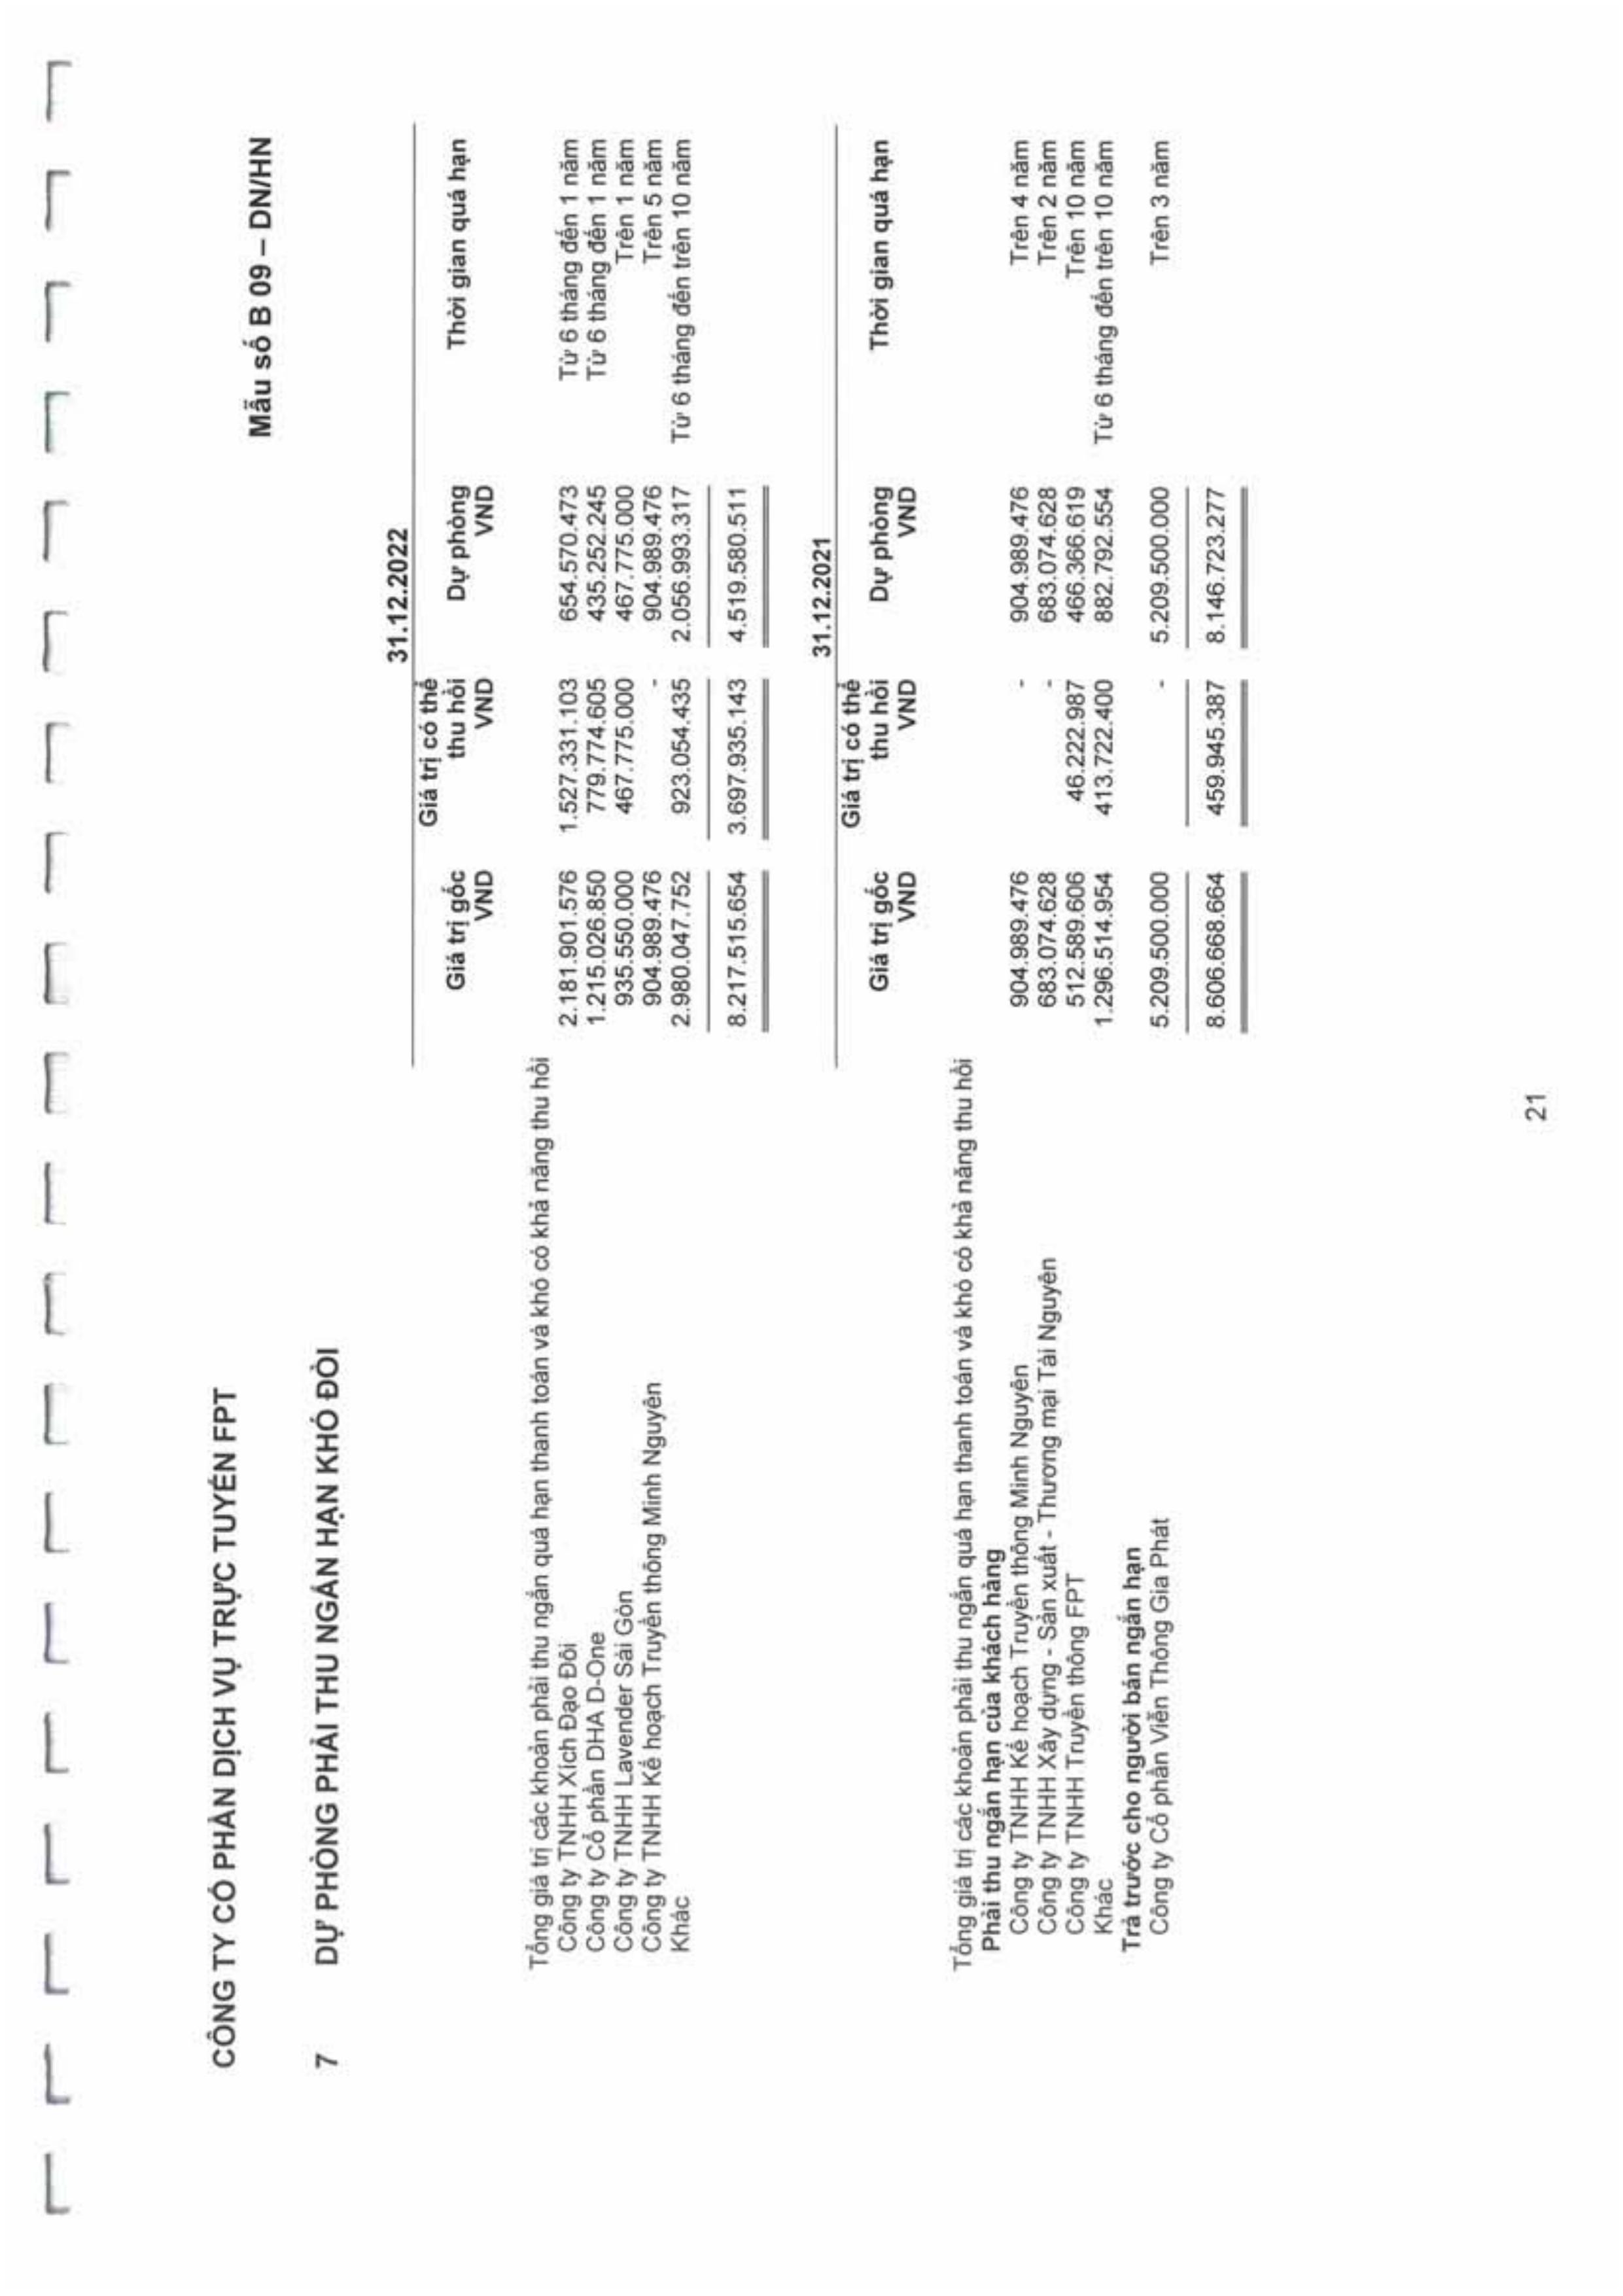 CÔNG TY CỔ PHẦN DỊCH VỤ TRỰC TUYẾN FPT
Mẫu số B 09 – DN/HN
7 DỰ PHÒNG PHẢI THU NGẮN HẠN KHÓ ĐÒI
31.12.2022
Giá trị gốc VND Giá trị có thể thu hồi VND Dự phòng VND Thời gian quá hạn
Tổng giá trị các khoản phải thu ngắn quá hạn thanh toán và khó có khả năng thu hồi
Công ty TNHH Xích Đạo Đôi 2.181.901.576 1.527.331.103 654.570.473 Từ 6 tháng đến 1 năm
Công ty Cổ phần DHA D-One 1.215.026.850 779.774.605 435.252.245 Từ 6 tháng đến 1 năm
Công ty TNHH Lavender Sài Gòn 935.550.000 467.775.000 467.775.000 Trên 1 năm
Công ty TNHH Kế hoạch Truyền thông Minh Nguyên 904.989.476 - 904.989.476 Trên 5 năm
Khác 2.980.047.752 923.054.435 2.056.993.317 Từ 6 tháng đến trên 10 năm
8.217.515.654 3.697.935.143 4.519.580.511
31.12.2021
Giá trị gốc VND Giá trị có thể thu hồi VND Dự phòng VND Thời gian quá hạn
Tổng giá trị các khoản phải thu ngắn quá hạn thanh toán và khó có khả năng thu hồi
Phải thu ngắn hạn của khách hàng
Công ty TNHH Kế hoạch Truyền thông Minh Nguyên 904.989.476 - 904.989.476 Trên 4 năm
Công ty TNHH Xây dựng - Sản xuất - Thương mại Tài Nguyên 683.074.628 - 683.074.628 Trên 2 năm
Công ty TNHH Truyền thông FPT 512.589.606 46.222.987 466.366.619 Trên 10 năm
Khác 1.296.514.954 413.722.400 882.792.554 Từ 6 tháng đến trên 10 năm
Trả trước cho người bán ngắn hạn
Công ty Cổ phần Viễn Thông Gia Phát 5.209.500.000 - 5.209.500.000 Trên 3 năm
8.606.668.664 459.945.387 8.146.723.277
21